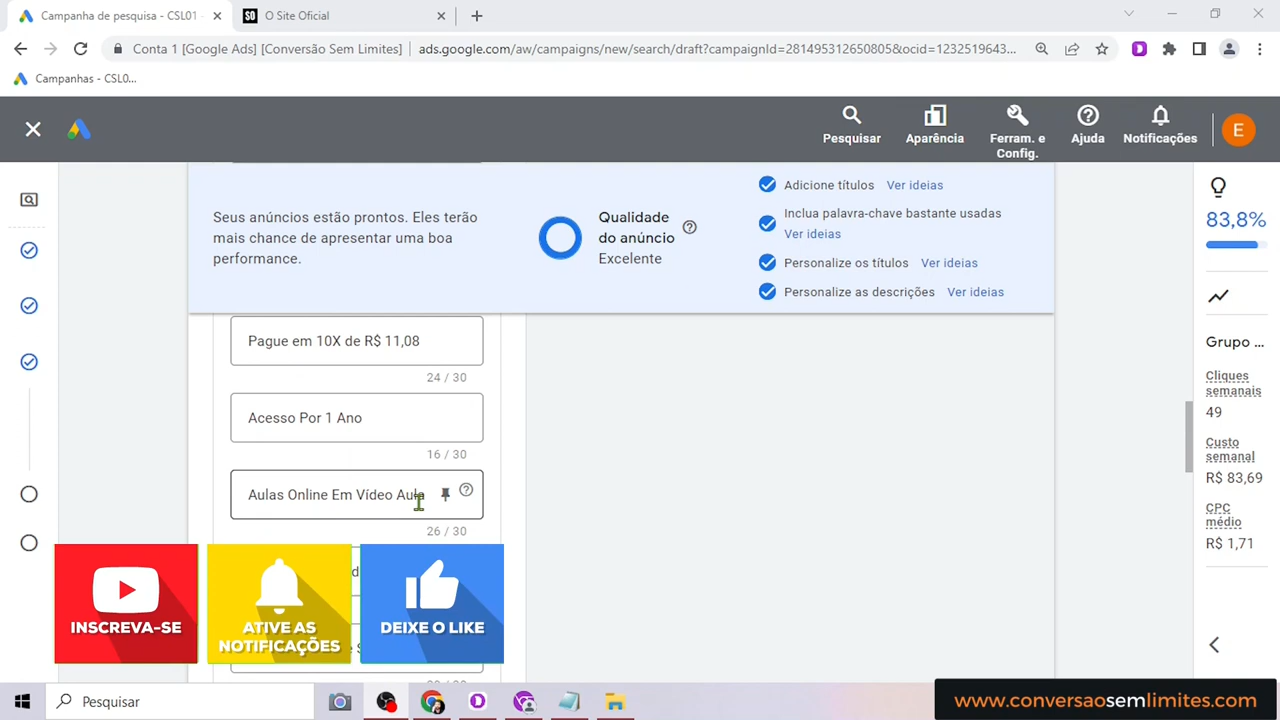 Campanha de pesquisa - CSL01 -
O Site Oficial
Conta 1 [Google Ads] [Conversão Sem Limites]
ads.google.com/aw/campaigns/new/search/draft?campaignId=281495312650805&ocid=1232519643...
Campanhas - CSL0...
Pesquisar
Aparência
Ferram. e
Config.
Ajuda
Notificações
E
Seus anúncios estão prontos. Eles terão
mais chance de apresentar uma boa
performance.
Qualidade
do anúncio
Excelente
Adicione títulos Ver ideias
Inclua palavra-chave bastante usadas
Ver ideias
Personalize os títulos Ver ideias
Personalize as descrições Ver ideias
83,8%
Grupo ...
Cliques
semanais
49
Custo
semanal
R$ 83,69
CPC
médio
R$ 1,71
Pague em 10X de R$ 11,08
24 / 30
Acesso Por 1 Ano
16 / 30
Aulas Online Em Vídeo Aula
26 / 30
INSCREVA-SE
ATIVE AS
NOTIFICAÇÕES
DEIXE O LIKE
Pesquisar
www.conversaosemlimites.com